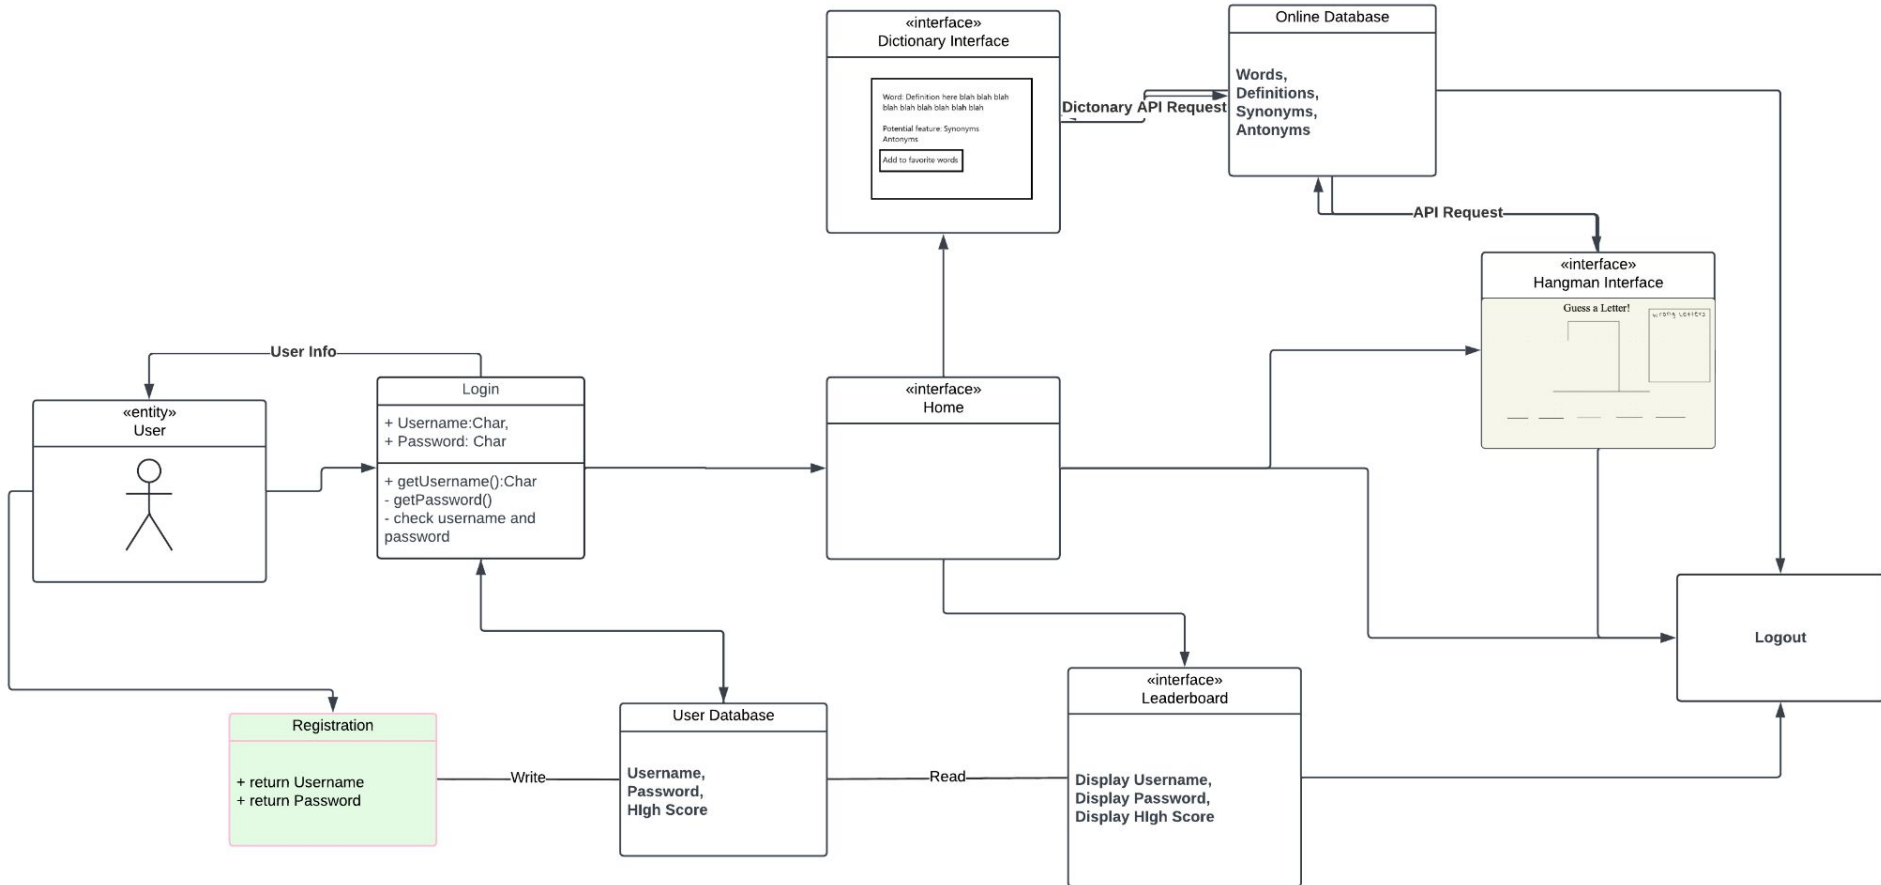 «interface»
Dictionary Interface
Word: Definition here blah blah blah
blah blah blah blah blah blah
Potential feature: Synonyms
Antonyms
Add to favorite words
Dictonary API Request
Online Database
Words,
Definitions,
Synonyms,
Antonyms
API Request
«interface»
Hangman Interface
Guess a Letter!
wrong Letters
User Info
«entity»
User
Login
+ Username:Char,
+ Password: Char
+ getUsername():Char
- getPassword()
- check username and
password
«interface»
Home
Logout
Registration
+ return Username
+ return Password
Write
User Database
Username,
Password,
HIgh Score
Read
«interface»
Leaderboard
Display Username,
Display Password,
Display HIgh Score